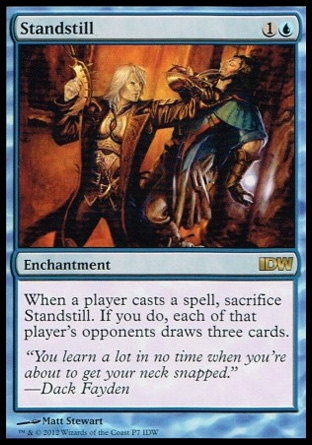 Standstill 1
Enchantment IDW
When a player casts a spell, sacrifice
Standstill. If you do, each of that
player's opponents draws three cards.
"You learn a lot in no time when you're
about to get your neck snapped."
—Dack Fayden
Matt Stewart
™ & © 2012 Wizards of the Coast P7 IDW